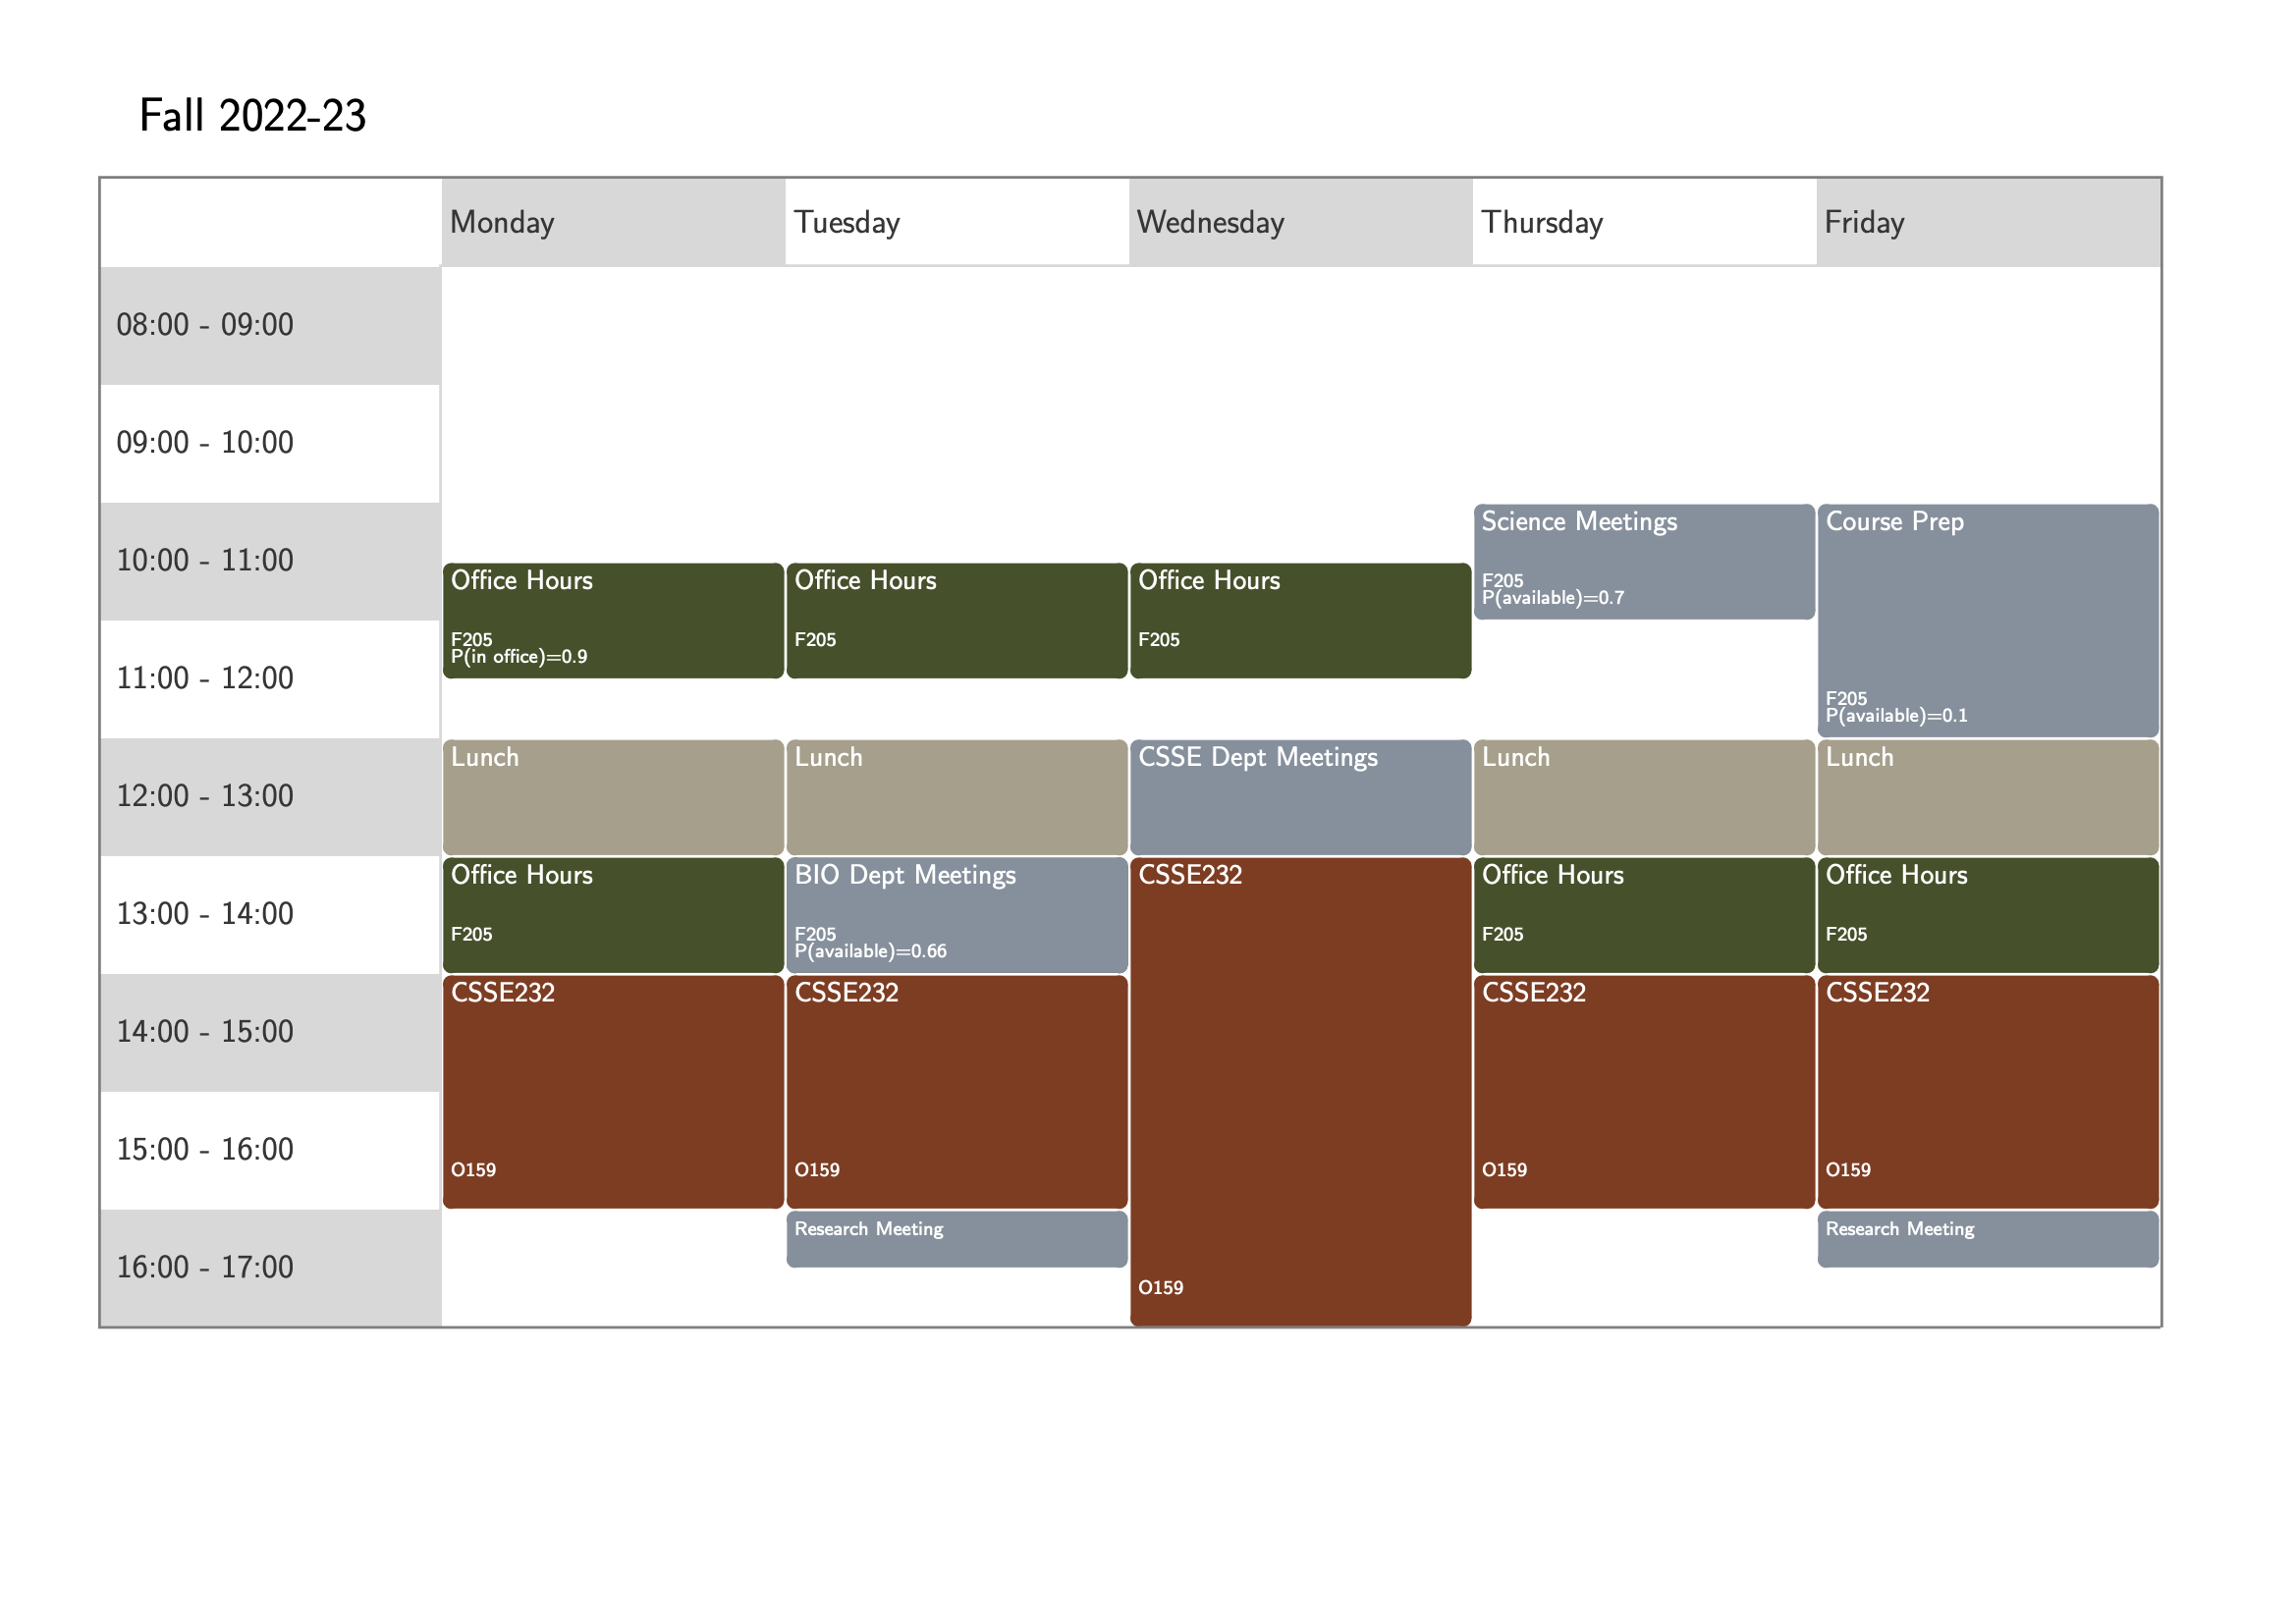 Fall 2022-23
Monday
Tuesday
Wednesday
Thursday
Friday
08:00 - 09:00
09:00 - 10:00
10:00 - 11:00
11:00 - 12:00
12:00 - 13:00
13:00 - 14:00
14:00 - 15:00
15:00 - 16:00
16:00 - 17:00
Office Hours
F205
P(in office)=0.9
Lunch
Office Hours
F205
CSSE232
O159
Office Hours
F205
Lunch
BIO Dept Meetings
F205
P(available)=0.66
CSSE232
O159
Research Meeting
Office Hours
F205
CSSE Dept Meetings
CSSE232
O159
Science Meetings
F205
P(available)=0.7
Lunch
Office Hours
F205
CSSE232
O159
Course Prep
F205
P(available)=0.1
Lunch
Office Hours
F205
CSSE232
O159
Research Meeting